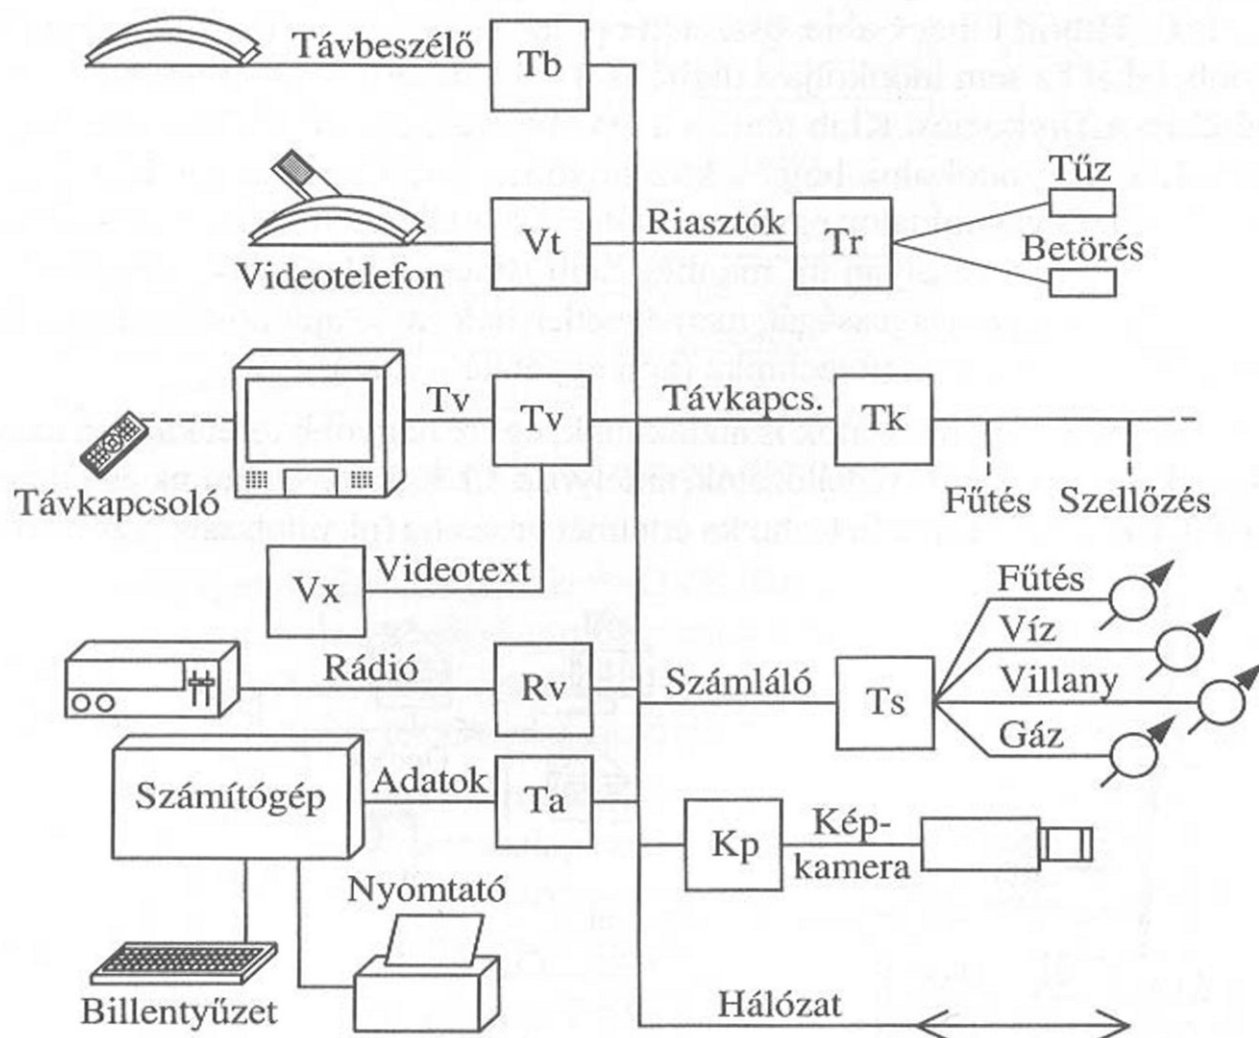 Távbeszélő
Tb
Tűz
Vt
Riasztók
Tr
Betörés
Videotelefon
Tv
Tv
Távkapcs.
Tk
Távkapcsoló
Fűtés
Szellőzés
Vx
Videotext
Fűtés
Víz
Rádió
Rv
Számláló
Ts
Villany
Gáz
Számítógép
Adatok
Ta
Kp
Kép-
kamera
Nyomtató
Billentyűzet
Hálózat